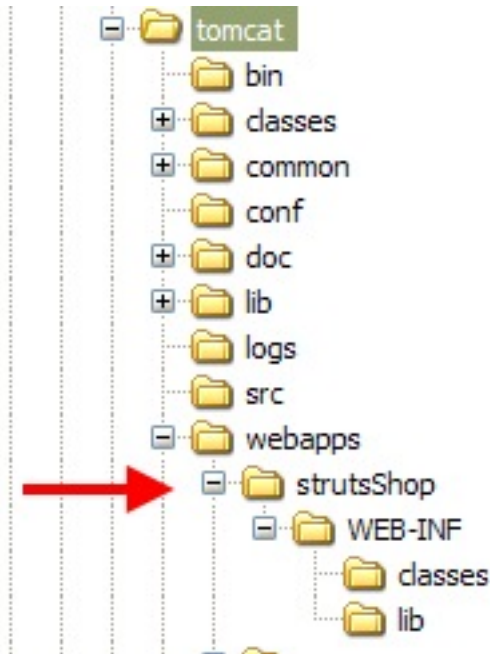 tomcat
bin
classes
common
conf
doc
lib
logs
src
webapps
strutsShop
WEB-INF
classes
lib